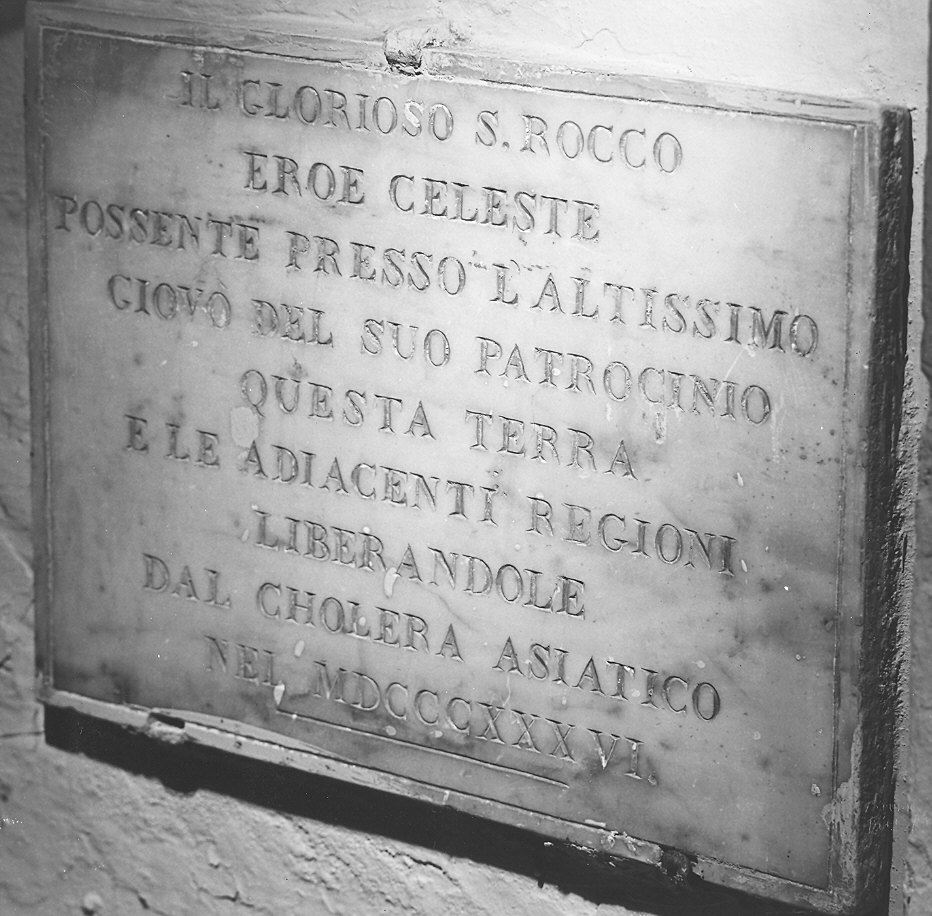 IL GLORIOSO S. ROCCO
EROE CELESTE
POSSENTE PRESSO L'ALTISSIMO
GIOVÒ DEL SUO PATROCINIO
QUESTA TERRA
E LE ADIACENTI REGIONI
LIBERANDOLE
DAL CHOLERA ASIATICO
NEL MDCCCXXXVI.